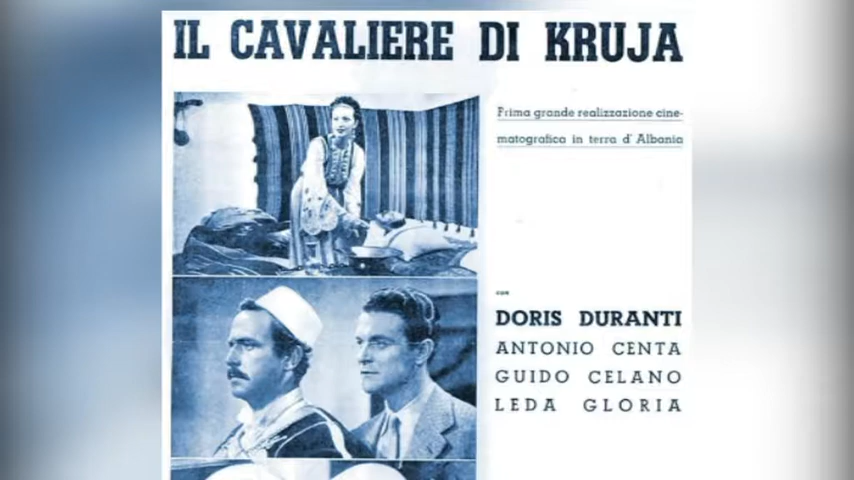 IL CAVALIERE DI KRUJA
Prima grande realizzazione cine-
matografica in terra d' Albania
con
DORIS DURANTI
ANTONIO CENTA
GUIDO CELANO
LEDA GLORIA